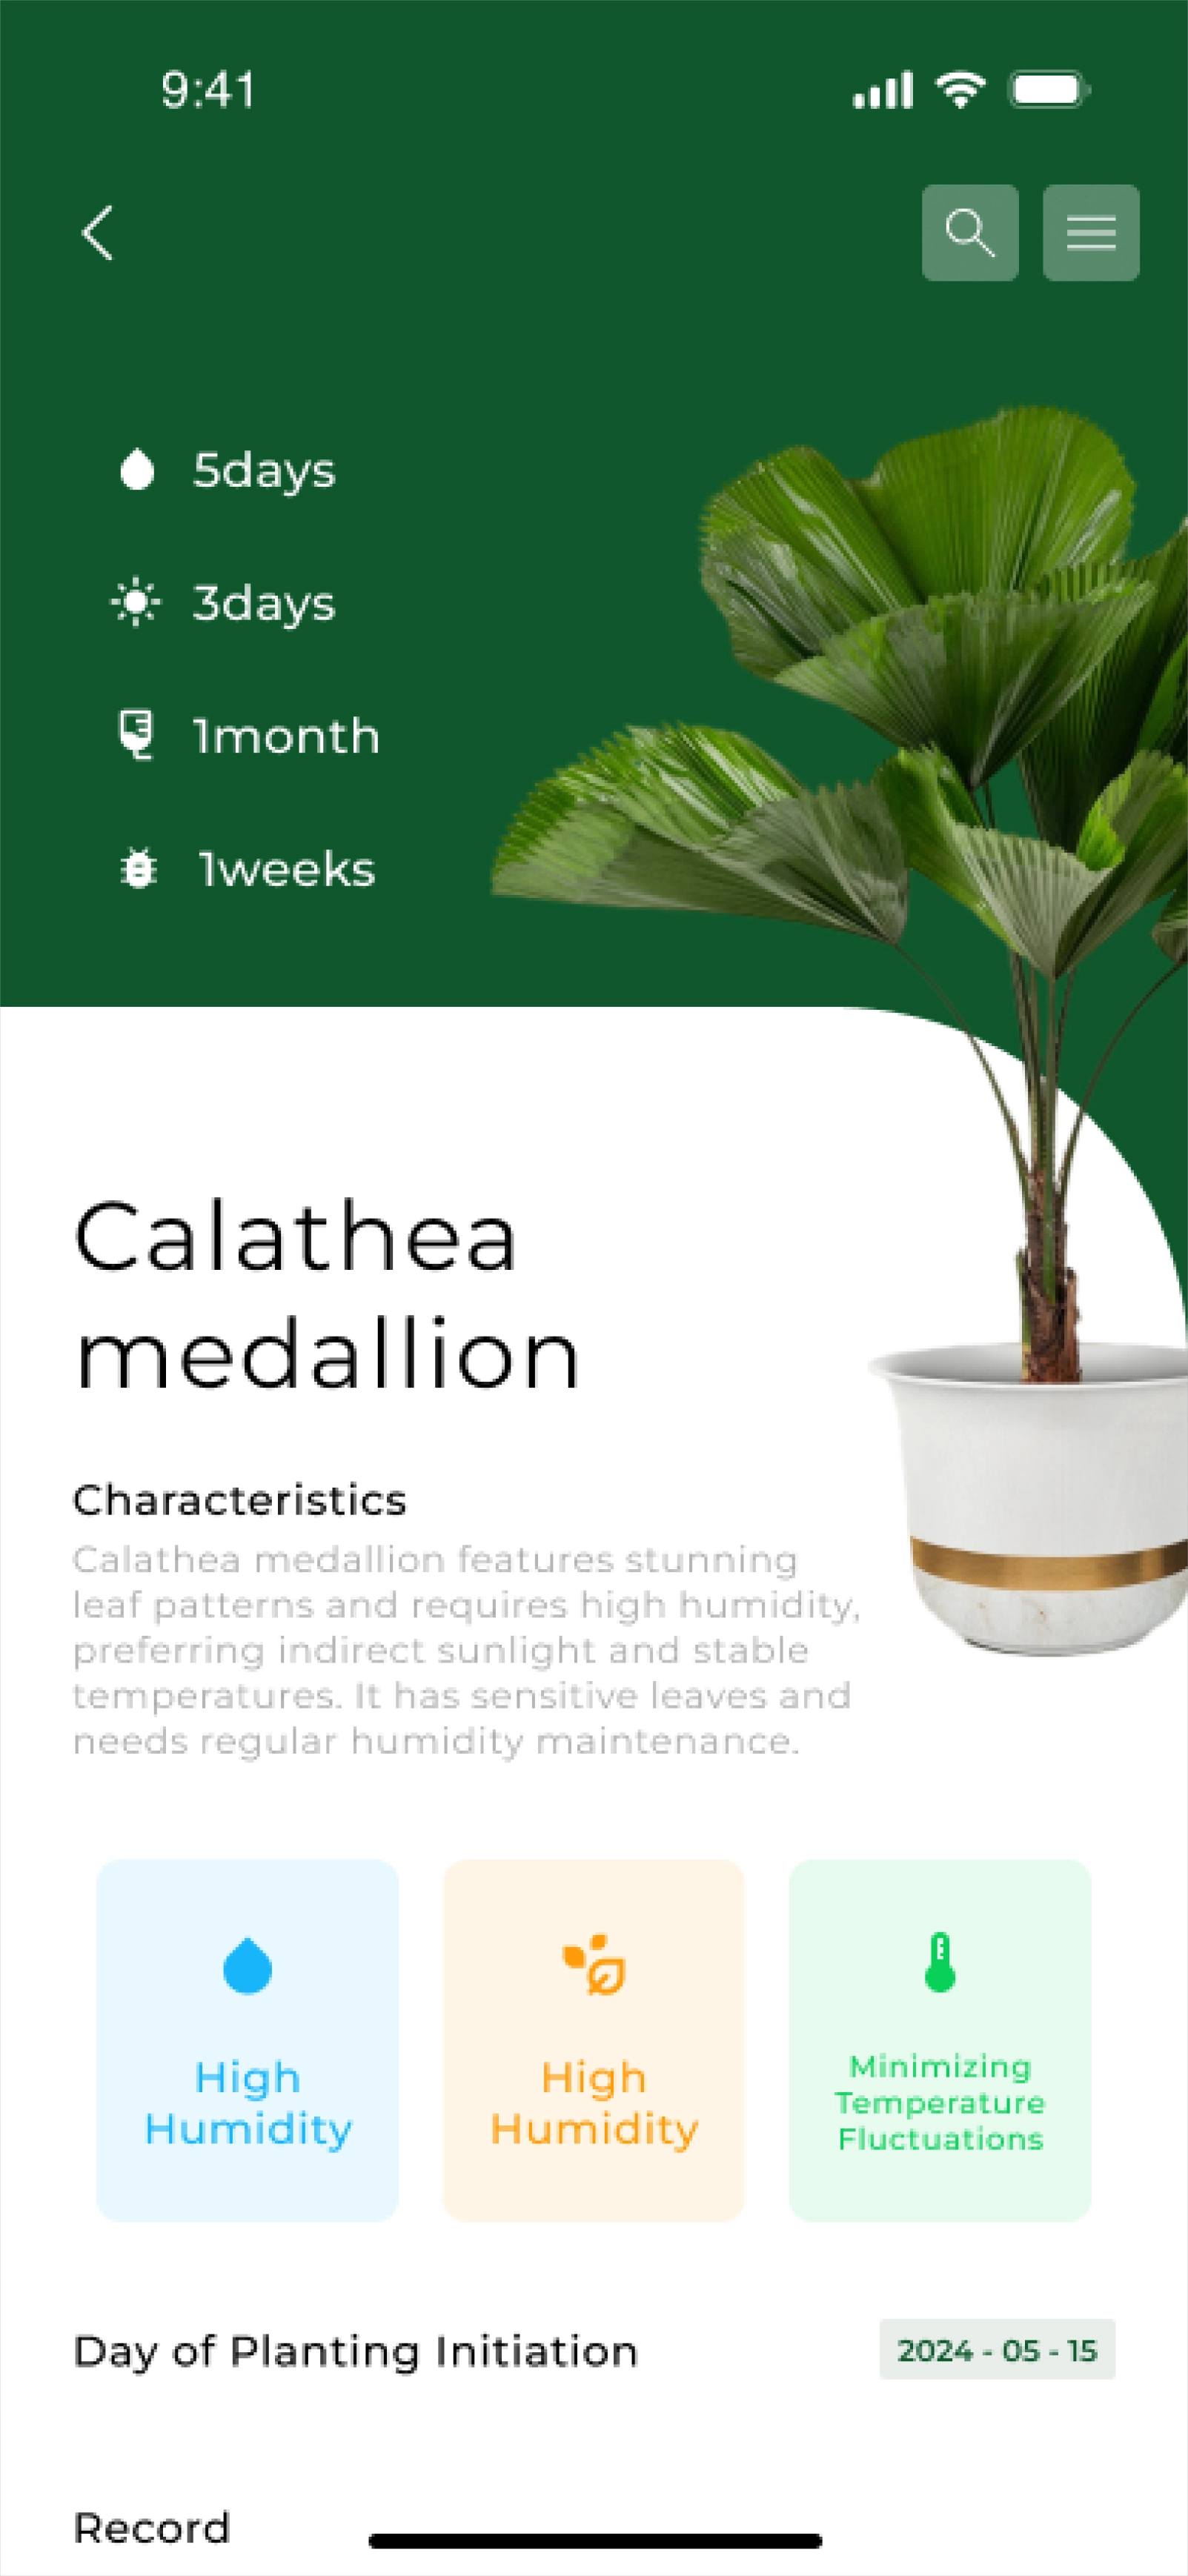 9:41
5days
3days
1month
1weeks
Calathea
medallion
Characteristics
Calathea medallion features stunning
leaf patterns and requires high humidity,
preferring indirect sunlight and stable
temperatures. It has sensitive leaves and
needs regular humidity maintenance.
High
Humidity
High
Humidity
Minimizing
Temperature
Fluctuations
Day of Planting Initiation
2024 - 05 - 15
Record